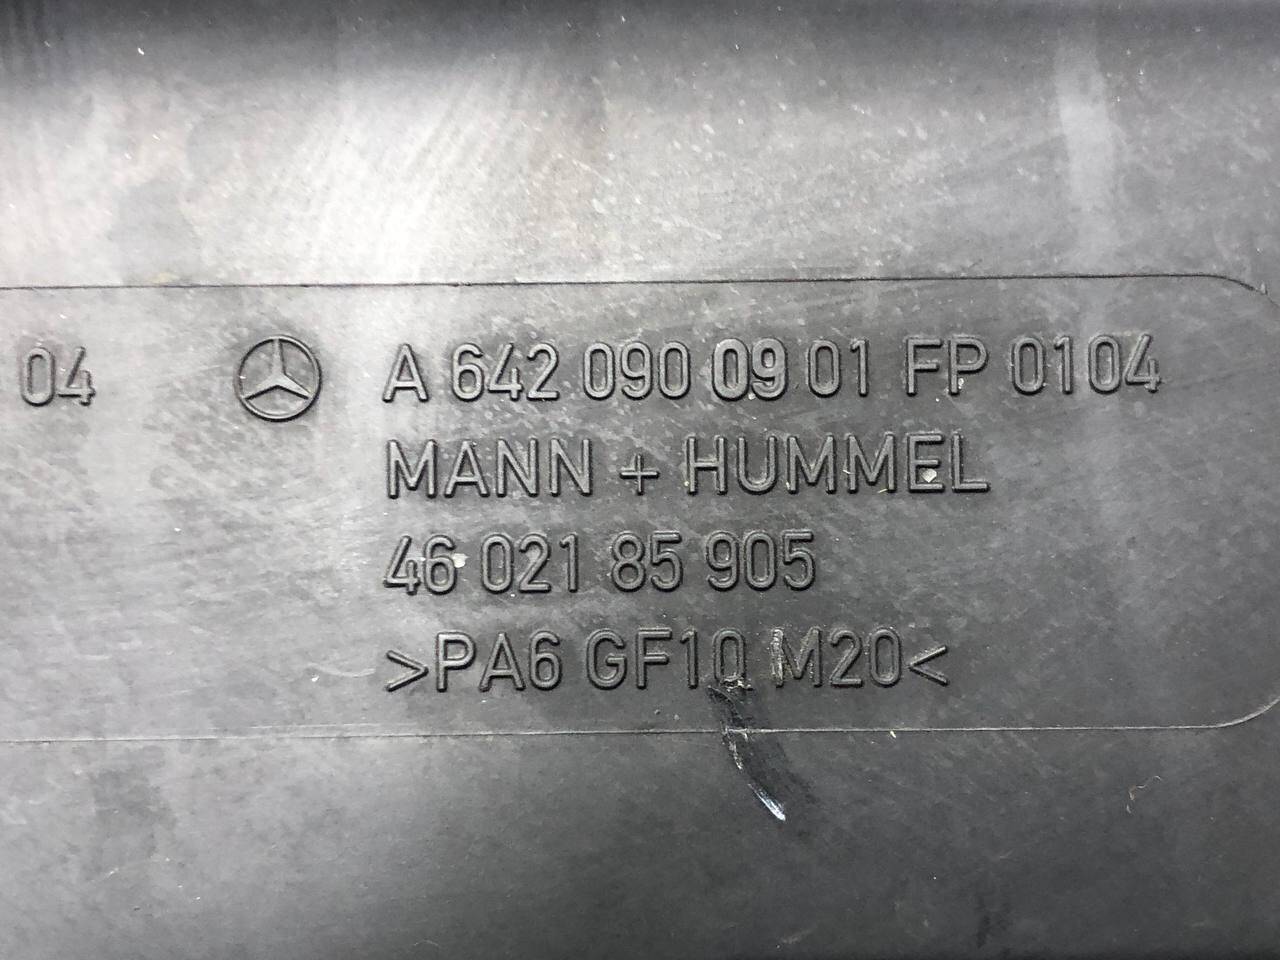 04 A 642 090 09 01 FP 0104
MANN + HUMMEL
46 021 85 905
>PA6 GF10 M20<